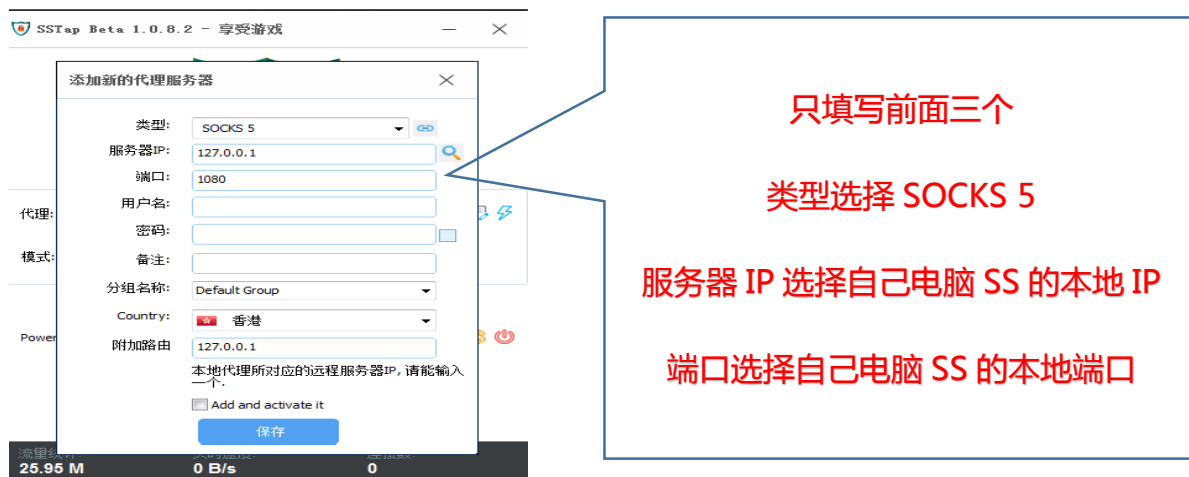 SSTap Beta 1.0.8.2 - 享受游戏
添加新的代理服务器
类型: SOCKS 5
服务器IP: 127.0.0.1
端口: 1080
用户名:
密码:
备注:
分组名称: Default Group
Country: 香港
附加路由 127.0.0.1
本地代理所对应的远程服务器IP, 请能输入
一个.
Add and activate it
保存
代理:
模式:
Power
25.95 M 0 B/s 0
只填写前面三个
类型选择 SOCKS 5
服务器 IP 选择自己电脑 SS 的本地 IP
端口选择自己电脑 SS 的本地端口